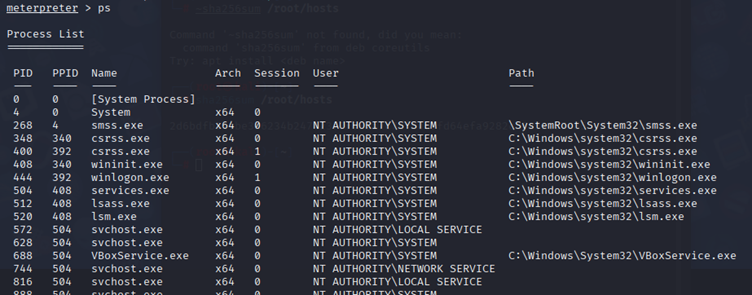 meterpreter > ps
Process List
PID PPID Name Arch Session User Path
0 0 [System Process]
4 0 System x64 0
268 4 smss.exe x64 0 NT AUTHORITY\SYSTEM \SystemRoot\System32\smss.exe
348 340 csrss.exe x64 0 NT AUTHORITY\SYSTEM C:\Windows\system32\csrss.exe
400 392 csrss.exe x64 1 NT AUTHORITY\SYSTEM C:\Windows\system32\csrss.exe
408 340 wininit.exe x64 0 NT AUTHORITY\SYSTEM C:\Windows\system32\wininit.exe
444 392 winlogon.exe x64 1 NT AUTHORITY\SYSTEM C:\Windows\system32\winlogon.exe
504 408 services.exe x64 0 NT AUTHORITY\SYSTEM C:\Windows\system32\services.exe
512 408 lsass.exe x64 0 NT AUTHORITY\SYSTEM C:\Windows\system32\lsass.exe
520 408 lsm.exe x64 0 NT AUTHORITY\SYSTEM C:\Windows\system32\lsm.exe
572 504 svchost.exe x64 0 NT AUTHORITY\LOCAL SERVICE
628 504 svchost.exe x64 0 NT AUTHORITY\SYSTEM
688 504 VBoxService.exe x64 0 NT AUTHORITY\SYSTEM C:\Windows\System32\VBoxService.exe
744 504 svchost.exe x64 0 NT AUTHORITY\NETWORK SERVICE
816 504 svchost.exe x64 0 NT AUTHORITY\LOCAL SERVICE
888 504 svchost.exe x64 0 NT AUTHORITY\SYSTEM